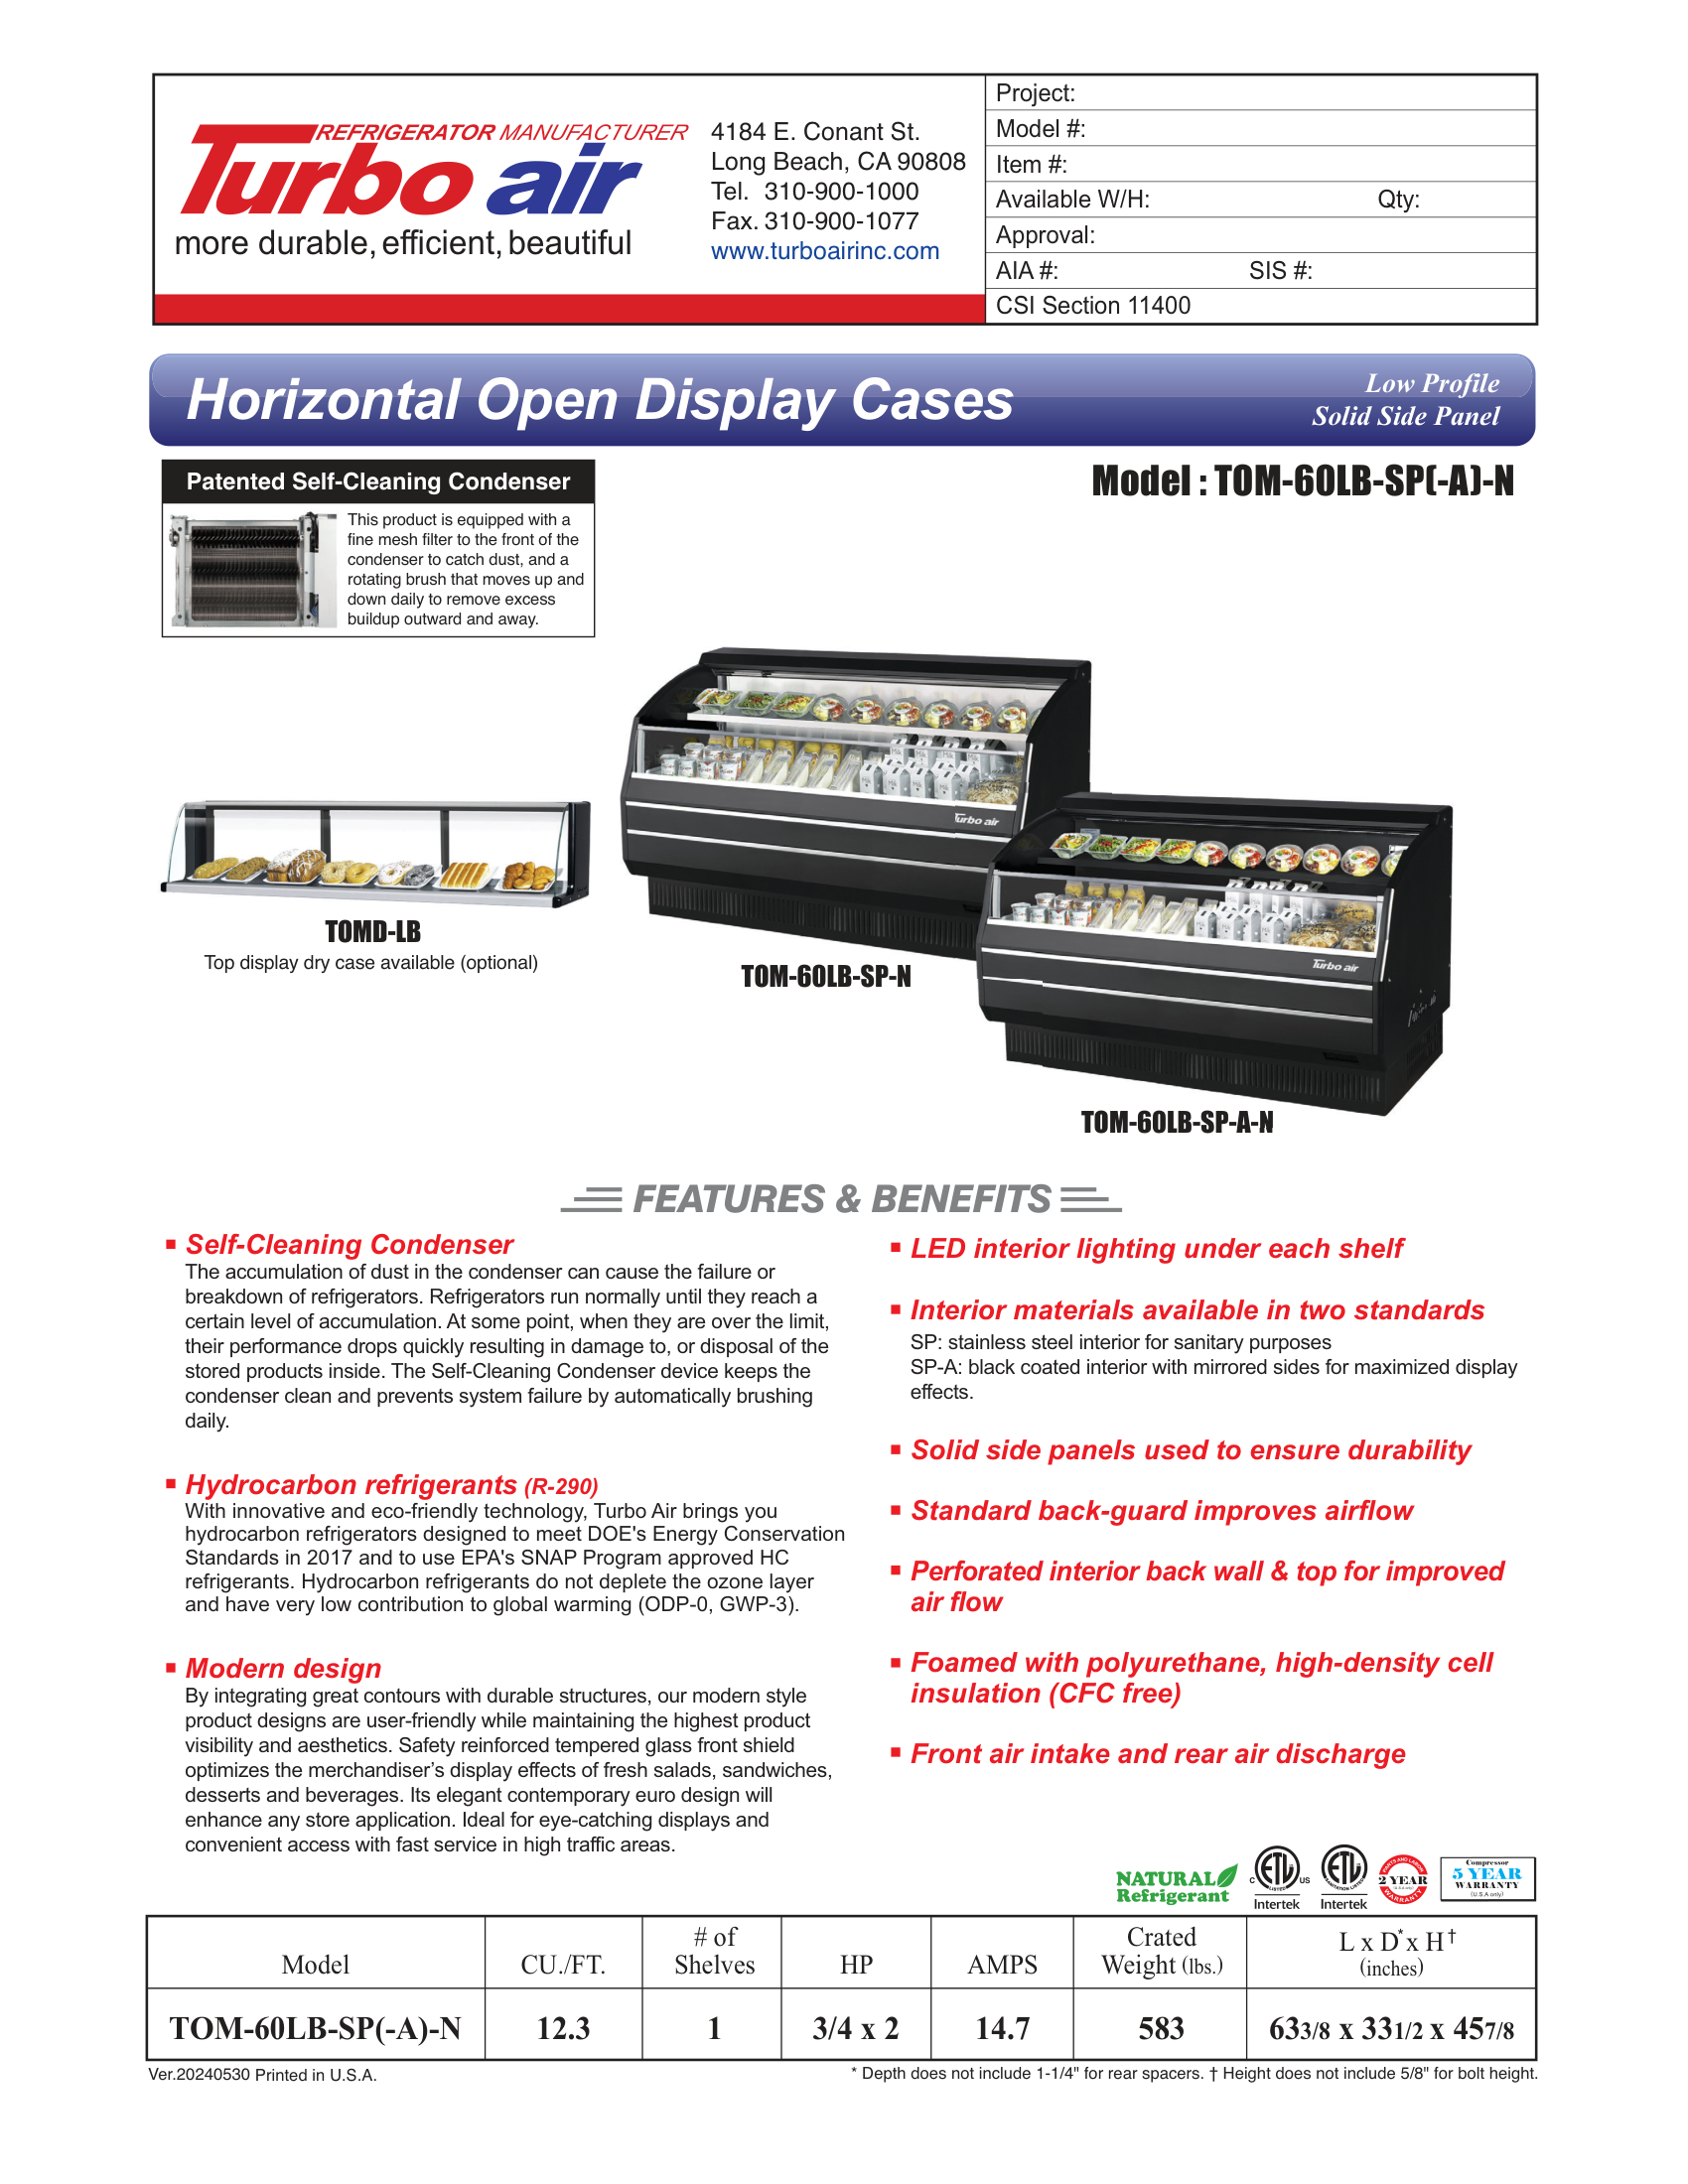 REFRIGERATOR MANUFACTURER
Turbo air
more durable, efficient, beautiful
4184 E. Conant St.
Long Beach, CA 90808
Tel. 310-900-1000
Fax. 310-900-1077
www.turboairinc.com
Project:
Model #:
Item #:
Available W/H: Qty:
Approval:
AIA #: SIS #:
CSI Section 11400
Horizontal Open Display Cases
Low Profile
Solid Side Panel
Patented Self-Cleaning Condenser
This product is equipped with a
fine mesh filter to the front of the
condenser to catch dust, and a
rotating brush that moves up and
down daily to remove excess
buildup outward and away.
Model : TOM-60LB-SP(-A)-N
Turbo air
Turbo air
TOMD-LB
Top display dry case available (optional)
TOM-60LB-SP-N
TOM-60LB-SP-A-N
FEATURES & BENEFITS
Self-Cleaning Condenser
The accumulation of dust in the condenser can cause the failure or
breakdown of refrigerators. Refrigerators run normally until they reach a
certain level of accumulation. At some point, when they are over the limit,
their performance drops quickly resulting in damage to, or disposal of the
stored products inside. The Self-Cleaning Condenser device keeps the
condenser clean and prevents system failure by automatically brushing
daily.
Hydrocarbon refrigerants (R-290)
With innovative and eco-friendly technology, Turbo Air brings you
hydrocarbon refrigerators designed to meet DOE's Energy Conservation
Standards in 2017 and to use EPA's SNAP Program approved HC
refrigerants. Hydrocarbon refrigerants do not deplete the ozone layer
and have very low contribution to global warming (ODP-0, GWP-3).
Modern design
By integrating great contours with durable structures, our modern style
product designs are user-friendly while maintaining the highest product
visibility and aesthetics. Safety reinforced tempered glass front shield
optimizes the merchandiser's display effects of fresh salads, sandwiches,
desserts and beverages. Its elegant contemporary euro design will
enhance any store application. Ideal for eye-catching displays and
convenient access with fast service in high traffic areas.
LED interior lighting under each shelf
Interior materials available in two standards
SP: stainless steel interior for sanitary purposes
SP-A: black coated interior with mirrored sides for maximized display
effects.
Solid side panels used to ensure durability
Standard back-guard improves airflow
Perforated interior back wall & top for improved
air flow
Foamed with polyurethane, high-density cell
insulation (CFC free)
Front air intake and rear air discharge
NATURAL
Refrigerant
C ETL LISTED US
Intertek
ETL SANITATION LISTED
Intertek
PARTS AND LABOR
2 YEAR
WARRANTY
Compressor
5 YEAR
WARRANTY
(U.S.A only)
Model CU./FT. # of Shelves HP AMPS Crated Weight (lbs.) L x D* x H† (inches)
TOM-60LB-SP(-A)-N 12.3 1 3/4 x 2 14.7 583 63 3/8 x 33 1/2 x 45 7/8
Ver.20240530 Printed in U.S.A.
* Depth does not include 1-1/4" for rear spacers. † Height does not include 5/8" for bolt height.